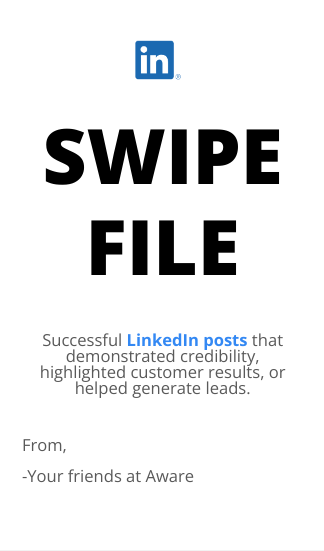 in®
SWIPE
FILE
Successful LinkedIn posts that
demonstrated credibility,
highlighted customer results, or
helped generate leads.
From,
-Your friends at Aware